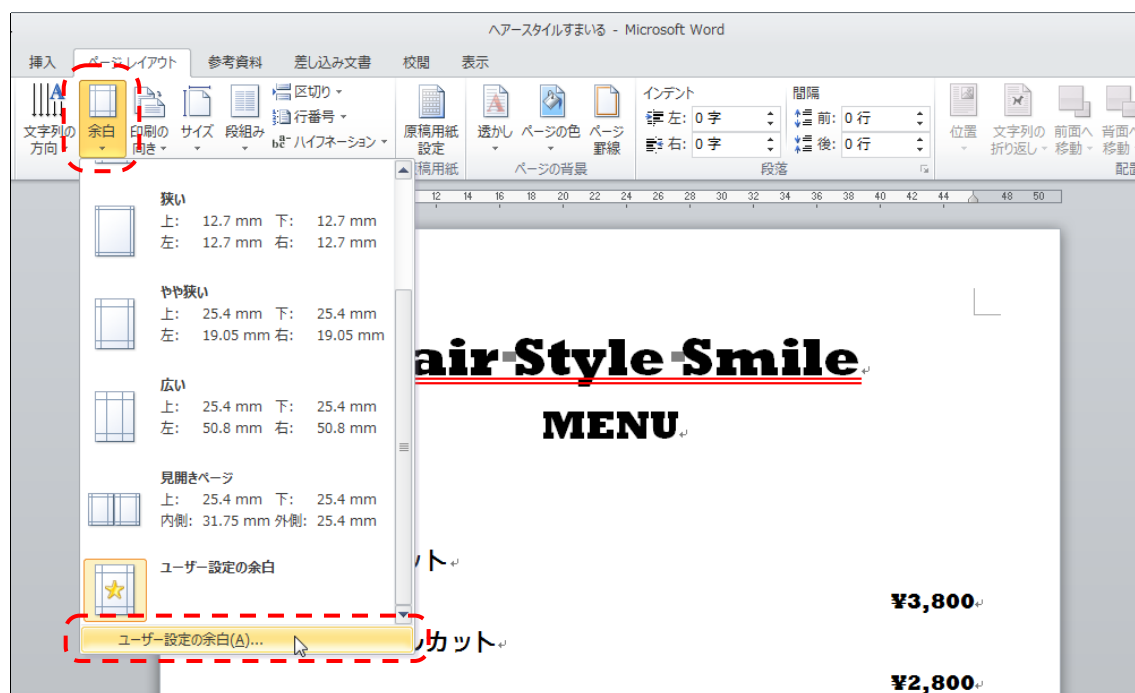 ヘアースタイルすまいる - Microsoft Word
挿入 ページ レイアウト 参考資料 差し込み文書 校閲 表示
文字列の方向 余白 印刷の向き サイズ 段組み 区切り 行番号 ハイフネーション
原稿用紙設定 透かし ページの色 ページ罫線
インデント 間隔
左: 0 字 前: 0 行
右: 0 字 後: 0 行
位置 文字列の折り返し 前面へ移動 背面へ移動
稿用紙 ページの背景 段落 配置
12 14 16 18 20 22 24 26 28 30 32 34 36 38 40 42 44 48 50
狭い
上: 12.7 mm 下: 12.7 mm
左: 12.7 mm 右: 12.7 mm
やや狭い
上: 25.4 mm 下: 25.4 mm
左: 19.05 mm 右: 19.05 mm
広い
上: 25.4 mm 下: 25.4 mm
左: 50.8 mm 右: 50.8 mm
見開きページ
上: 25.4 mm 下: 25.4 mm
内側: 31.75 mm 外側: 25.4 mm
ユーザー設定の余白
ユーザー設定の余白(A)...
air Style Smile
MENU
ット
¥3,800
カット
¥2,800